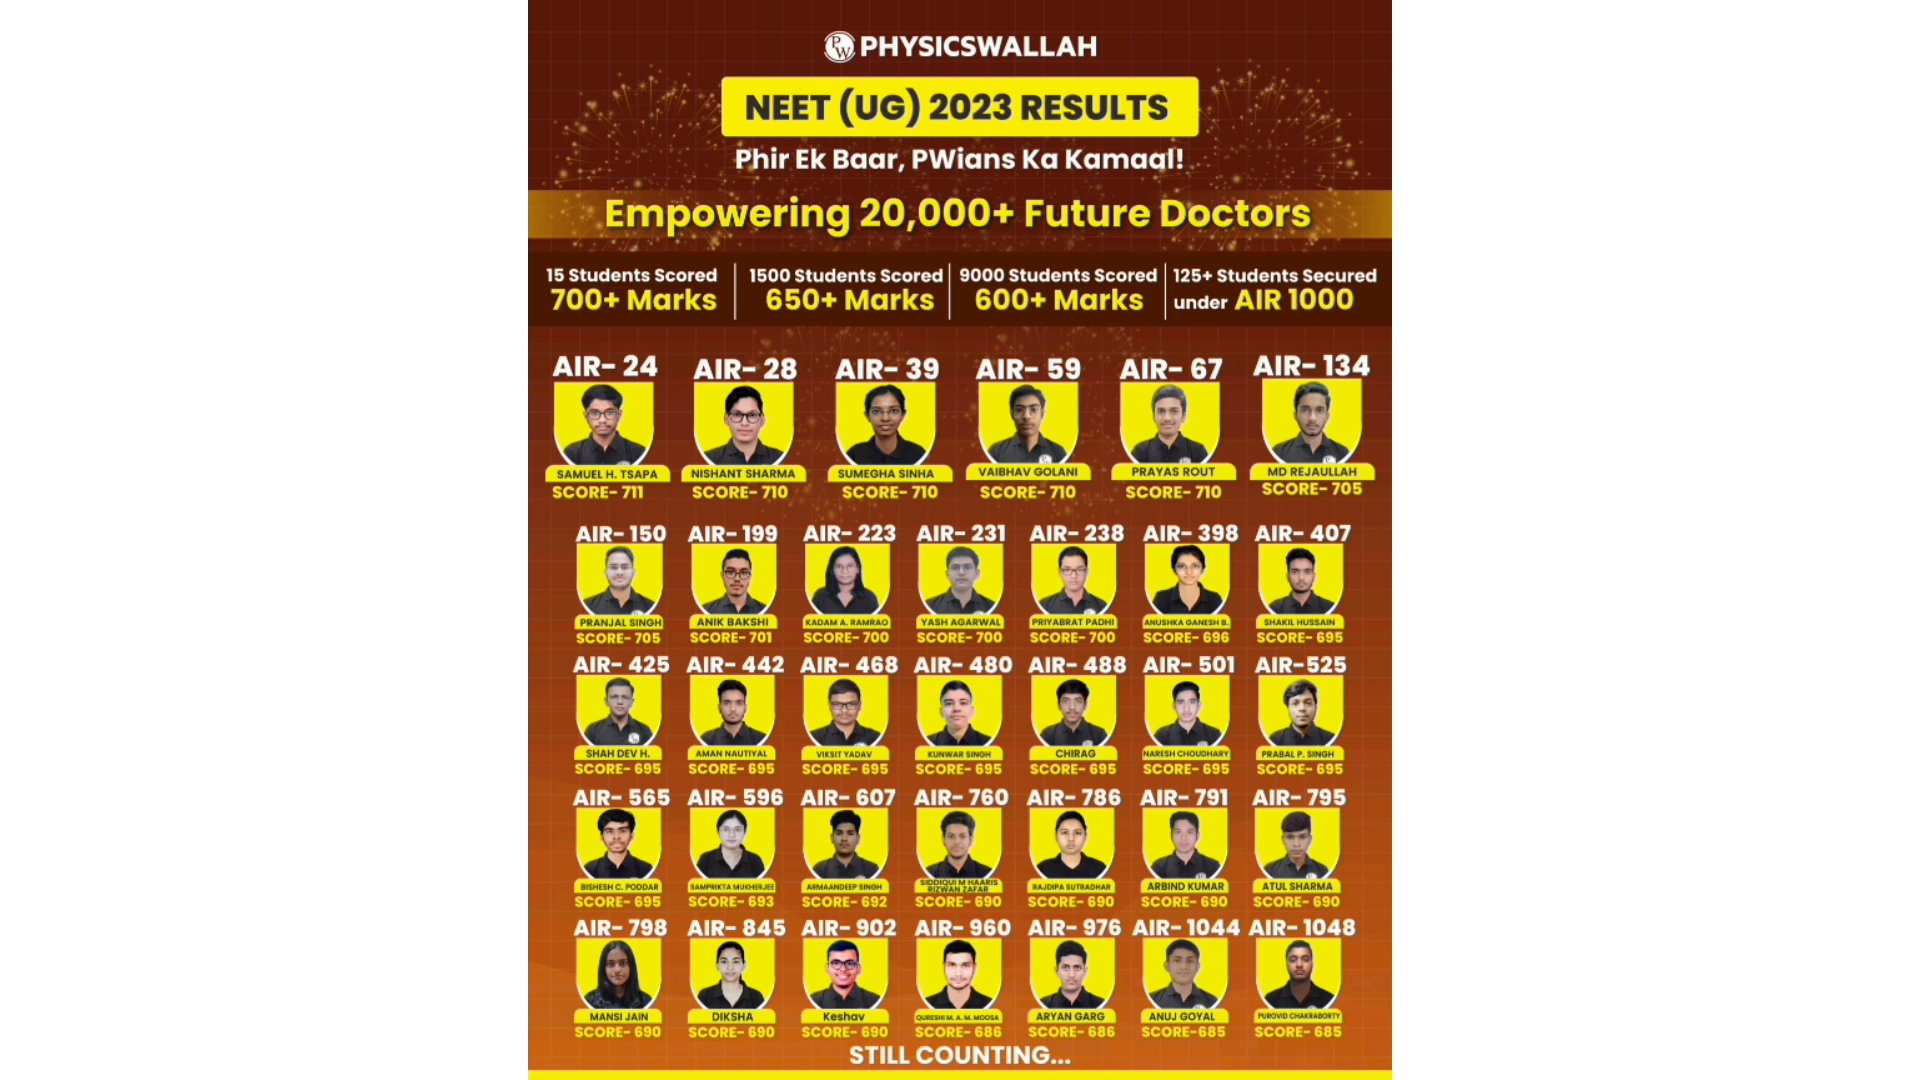 PW PHYSICSWALLAH
NEET (UG) 2023 RESULTS
Phir Ek Baar, PWians Ka Kamaal!
Empowering 20,000+ Future Doctors
15 Students Scored
700+ Marks
1500 Students Scored
650+ Marks
9000 Students Scored
600+ Marks
125+ Students Secured
under AIR 1000
AIR- 24 AIR- 28 AIR- 39 AIR- 59 AIR- 67 AIR- 134
SAMUEL H. TSAPA NISHANT SHARMA SUMEGHA SINHA VAIBHAV GOLANI PRAYAS ROUT MD REJAULLAH
SCORE- 711 SCORE- 710 SCORE- 710 SCORE- 710 SCORE- 710 SCORE- 705
AIR- 150 AIR- 199 AIR- 223 AIR- 231 AIR- 238 AIR- 398 AIR- 407
PRANJAL SINGH ANIK BAKSHI KADAM A. RAMRAO YASH AGARWAL PRIYABRAT PADHI ANUSHKA GANESH B. SHAKIL HUSSAIN
SCORE- 705 SCORE- 701 SCORE- 700 SCORE- 700 SCORE- 700 SCORE- 696 SCORE- 695
AIR- 425 AIR- 442 AIR- 468 AIR- 480 AIR- 488 AIR- 501 AIR-525
SHAH DEV H. AMAN NAUTIYAL VIKSIT YADAV KUNWAR SINGH CHIRAG NARESH CHOUDHARY PRABAL P. SINGH
SCORE- 695 SCORE- 695 SCORE- 695 SCORE- 695 SCORE- 695 SCORE- 695 SCORE- 695
AIR- 565 AIR- 596 AIR- 607 AIR- 760 AIR- 786 AIR- 791 AIR- 795
BISHESH C. PODDAR SAMPRIKTA MUKHERJEE ARMAANDEEP SINGH SIDDIQUI M HAARIS RIZWAN ZAFAR RAJDIPA SUTRADHAR ARBIND KUMAR ATUL SHARMA
SCORE- 695 SCORE- 693 SCORE- 692 SCORE- 690 SCORE- 690 SCORE- 690 SCORE- 690
AIR- 798 AIR- 845 AIR- 902 AIR- 960 AIR- 976 AIR- 1044 AIR- 1048
MANSI JAIN DIKSHA Keshav QURESHI M. A. M. MOOSA ARYAN GARG ANUJ GOYAL PUROVID CHAKRABORTY
SCORE- 690 SCORE- 690 SCORE- 690 SCORE- 686 SCORE- 686 SCORE-685 SCORE- 685
STILL COUNTING...